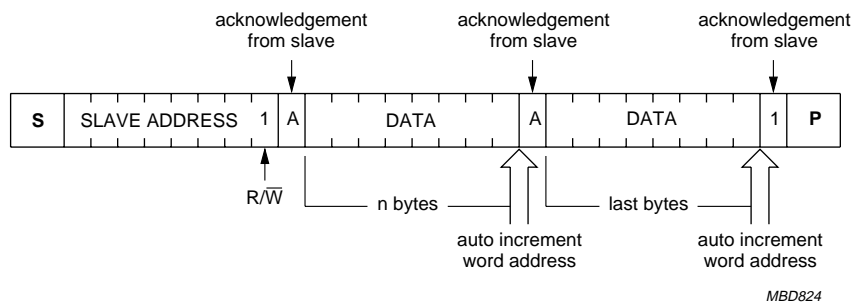 acknowledgement
from slave
acknowledgement
from slave
acknowledgement
from slave
S SLAVE ADDRESS 1 A DATA A DATA 1 P
R/W̅
n bytes
last bytes
auto increment
word address
auto increment
word address
MBD824